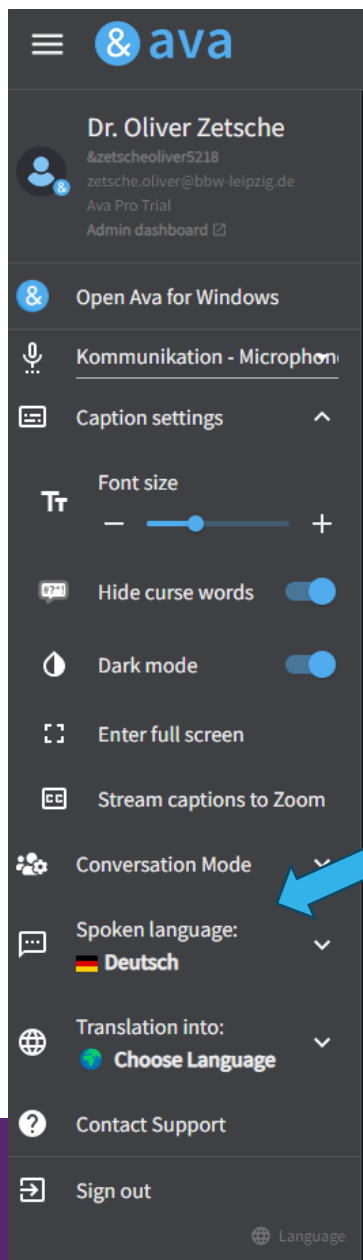 & ava
Dr. Oliver Zetsche
&zetscheoliver5218
zetsche.oliver@bbw-leipzig.de
Ava Pro Trial
Admin dashboard
&
Open Ava for Windows
Kommunikation - Microphon
Caption settings
Font size
Tт
− +
#?*!
Hide curse words
Dark mode
Enter full screen
CC
Stream captions to Zoom
Conversation Mode
Spoken language:
Deutsch
Translation into:
Choose Language
?
Contact Support
Sign out
Language